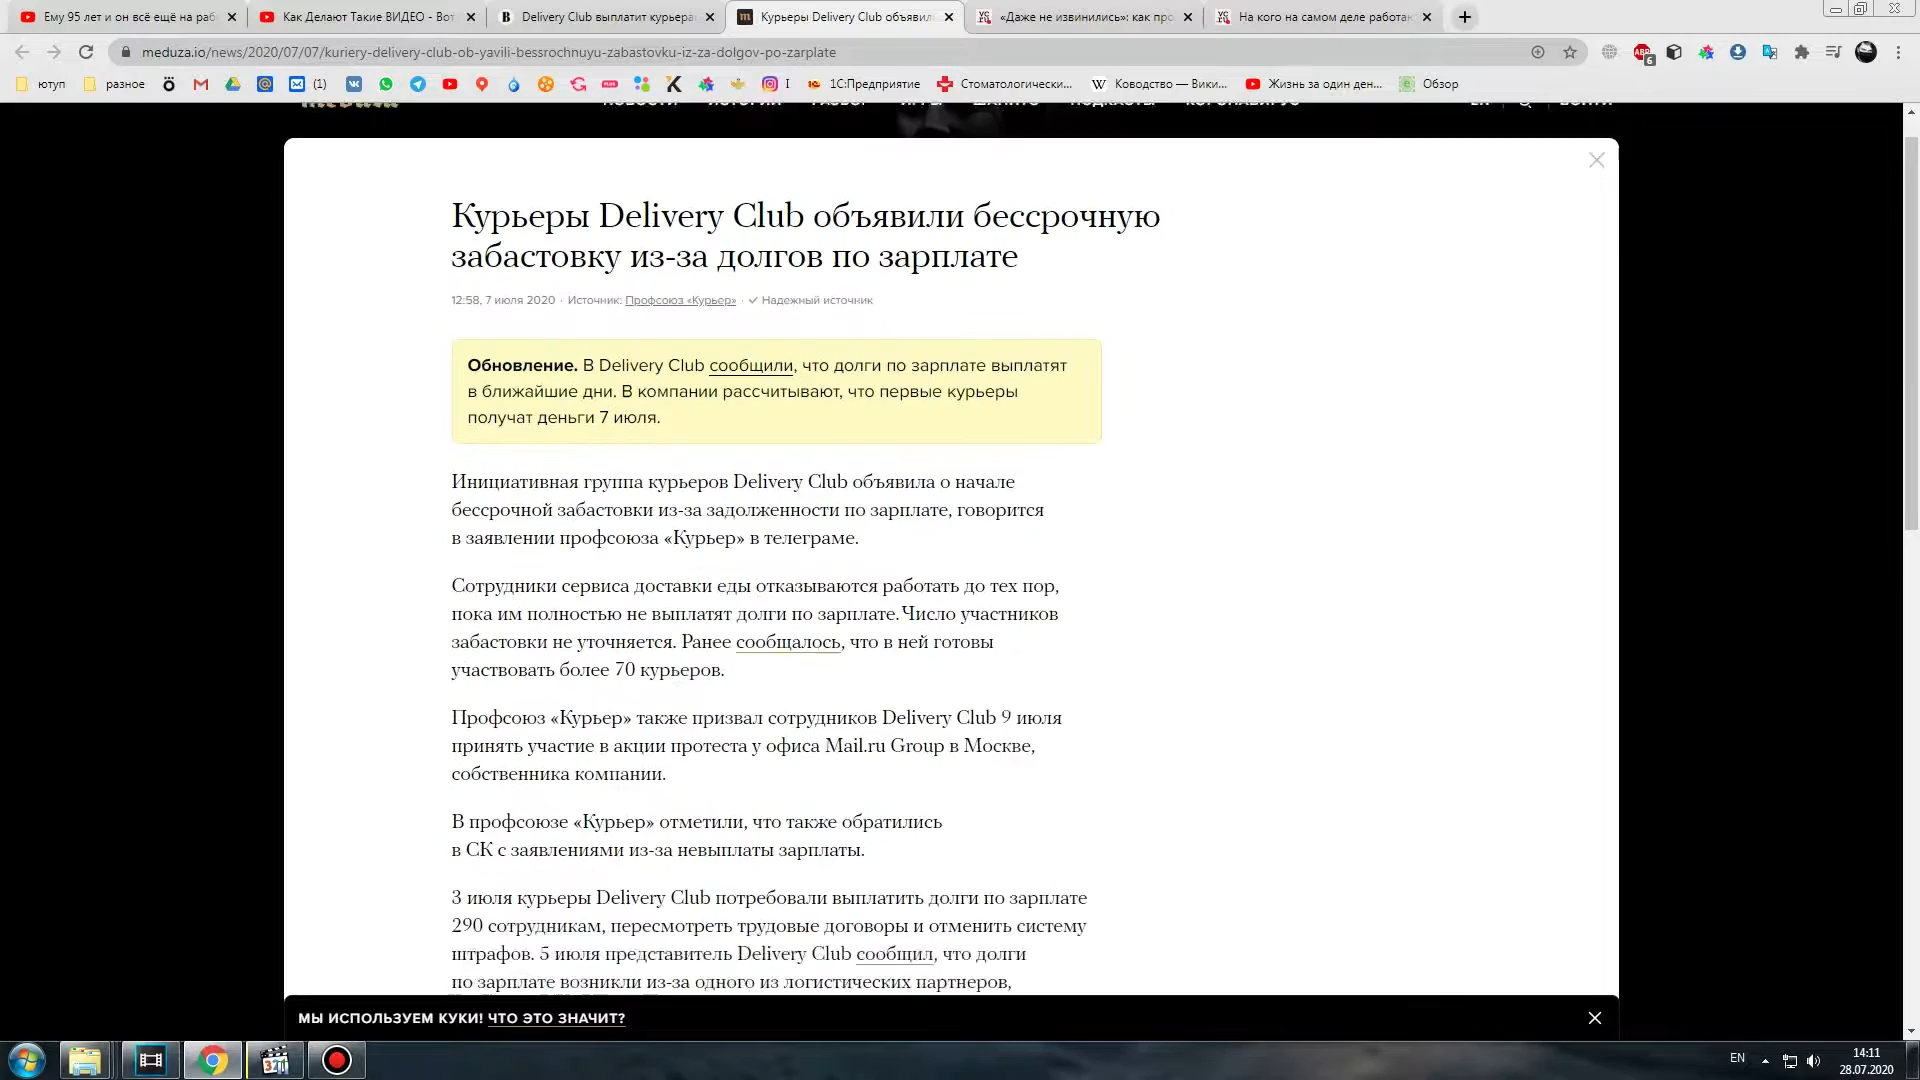 Ему 95 лет и он всё ещё на раб
Как Делают Такие ВИДЕО - Вот
Delivery Club выплатит курьера
Курьеры Delivery Club объявил
«Даже не извинились»: как про
На кого на самом деле работаю
meduza.io/news/2020/07/07/kuriery-delivery-club-ob-yavili-bessrochnuyu-zabastovku-iz-za-dolgov-po-zarplate
ABP
6
ютуп
разное
(1)
I
1С:Предприятие
Стоматологически...
Ководство — Вики...
Жизнь за один ден...
Обзор
Курьеры Delivery Club объявили бессрочную
забастовку из-за долгов по зарплате
12:58, 7 июля 2020 · Источник: Профсоюз «Курьер» · ✓ Надежный источник
Обновление. В Delivery Club сообщили, что долги по зарплате выплатят
в ближайшие дни. В компании рассчитывают, что первые курьеры
получат деньги 7 июля.
Инициативная группа курьеров Delivery Club объявила о начале
бессрочной забастовки из-за задолженности по зарплате, говорится
в заявлении профсоюза «Курьер» в телеграме.
Сотрудники сервиса доставки еды отказываются работать до тех пор,
пока им полностью не выплатят долги по зарплате. Число участников
забастовки не уточняется. Ранее сообщалось, что в ней готовы
участвовать более 70 курьеров.
Профсоюз «Курьер» также призвал сотрудников Delivery Club 9 июля
принять участие в акции протеста у офиса Mail.ru Group в Москве,
собственника компании.
В профсоюзе «Курьер» отметили, что также обратились
в СК с заявлениями из-за невыплаты зарплаты.
3 июля курьеры Delivery Club потребовали выплатить долги по зарплате
290 сотрудникам, пересмотреть трудовые договоры и отменить систему
штрафов. 5 июля представитель Delivery Club сообщил, что долги
по зарплате возникли из-за одного из логистических партнеров,
МЫ ИСПОЛЬЗУЕМ КУКИ! ЧТО ЭТО ЗНАЧИТ?
EN
14:11
28.07.2020